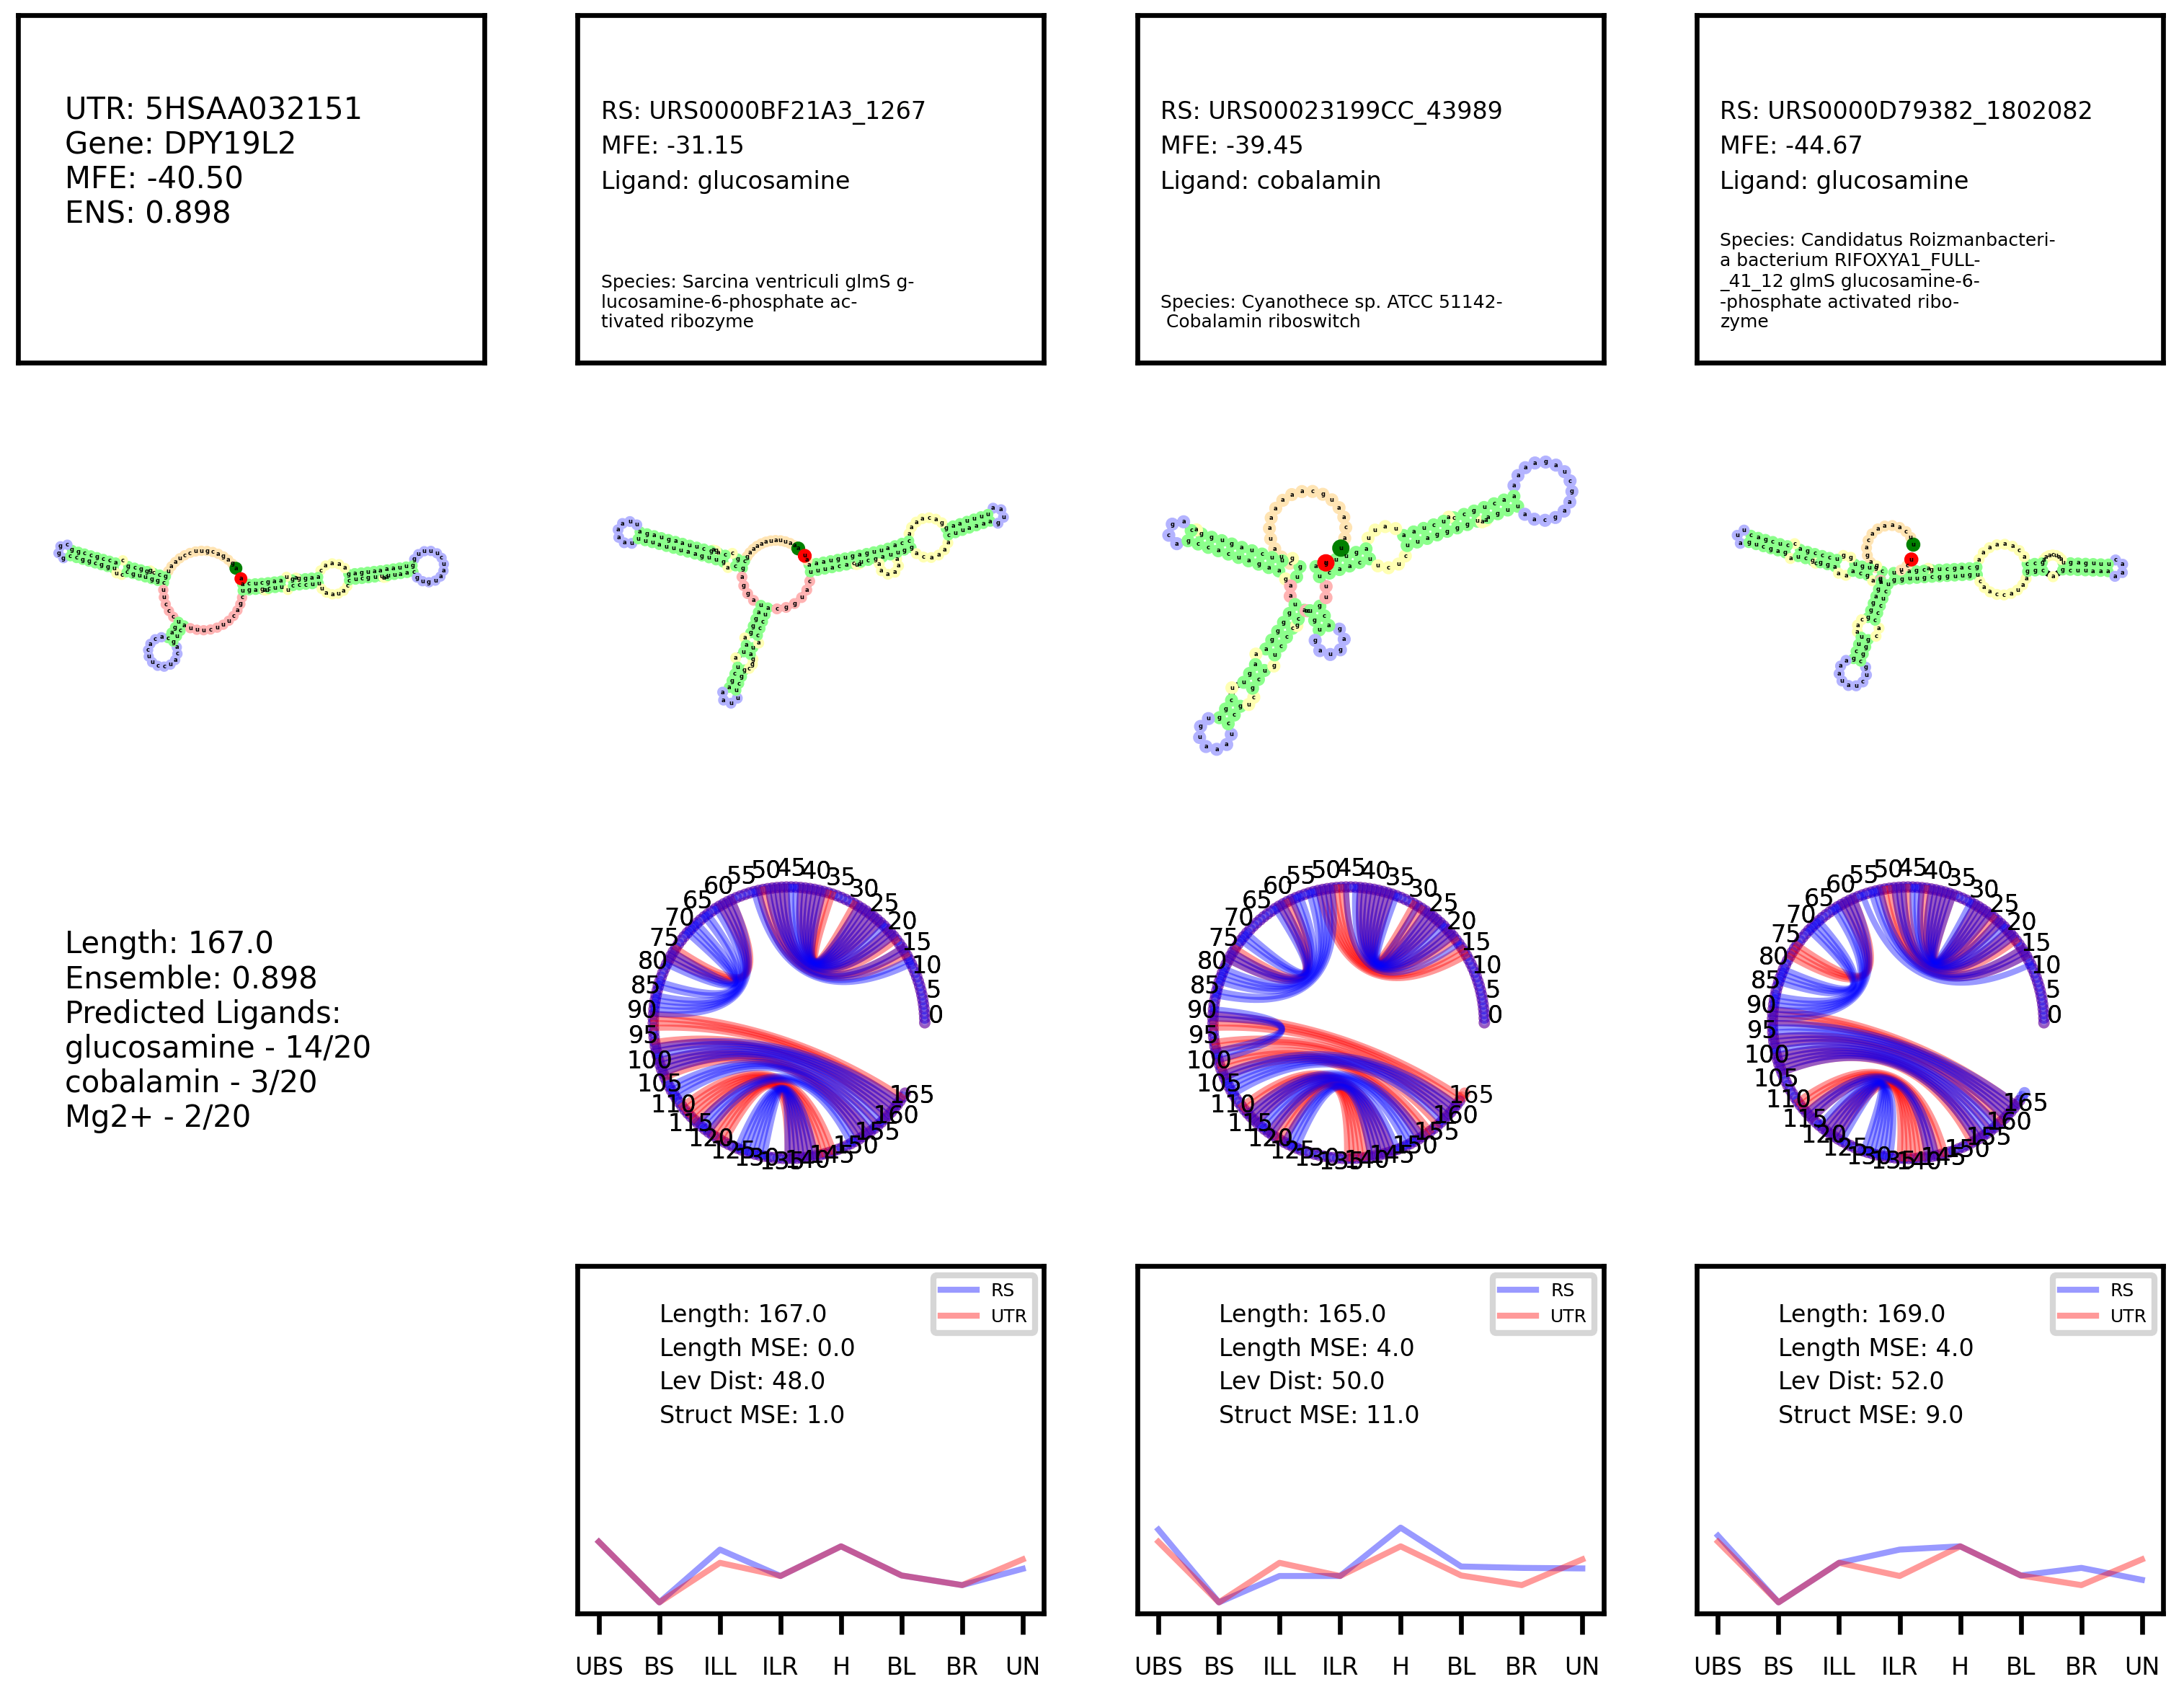 UTR: 5HSAA032151
Gene: DPY19L2
MFE: -40.50
ENS: 0.898
RS: URS0000BF21A3_1267
MFE: -31.15
Ligand: glucosamine
Species: Sarcina ventriculi glmS g-
lucosamine-6-phosphate ac-
tivated ribozyme
RS: URS00023199CC_43989
MFE: -39.45
Ligand: cobalamin
Species: Cyanothece sp. ATCC 51142-
Cobalamin riboswitch
RS: URS0000D79382_1802082
MFE: -44.67
Ligand: glucosamine
Species: Candidatus Roizmanbacteri-
a bacterium RIFOXYA1_FULL-
_41_12 glmS glucosamine-6-
-phosphate activated ribo-
zyme
Length: 167.0
Ensemble: 0.898
Predicted Ligands:
glucosamine - 14/20
cobalamin - 3/20
Mg2+ - 2/20
0 5 10 15 20 25 30 35 40 45 50 55 60 65 70 75 80 85 90 95 100 105 110 115 120 125 130 135 140 145 150 155 160 165
0 5 10 15 20 25 30 35 40 45 50 55 60 65 70 75 80 85 90 95 100 105 110 115 120 125 130 135 140 145 150 155 160 165
0 5 10 15 20 25 30 35 40 45 50 55 60 65 70 75 80 85 90 95 100 105 110 115 120 125 130 135 140 145 150 155 160 165
RS
UTR
Length: 167.0
Length MSE: 0.0
Lev Dist: 48.0
Struct MSE: 1.0
UBS BS ILL ILR H BL BR UN
RS
UTR
Length: 165.0
Length MSE: 4.0
Lev Dist: 50.0
Struct MSE: 11.0
UBS BS ILL ILR H BL BR UN
RS
UTR
Length: 169.0
Length MSE: 4.0
Lev Dist: 52.0
Struct MSE: 9.0
UBS BS ILL ILR H BL BR UN